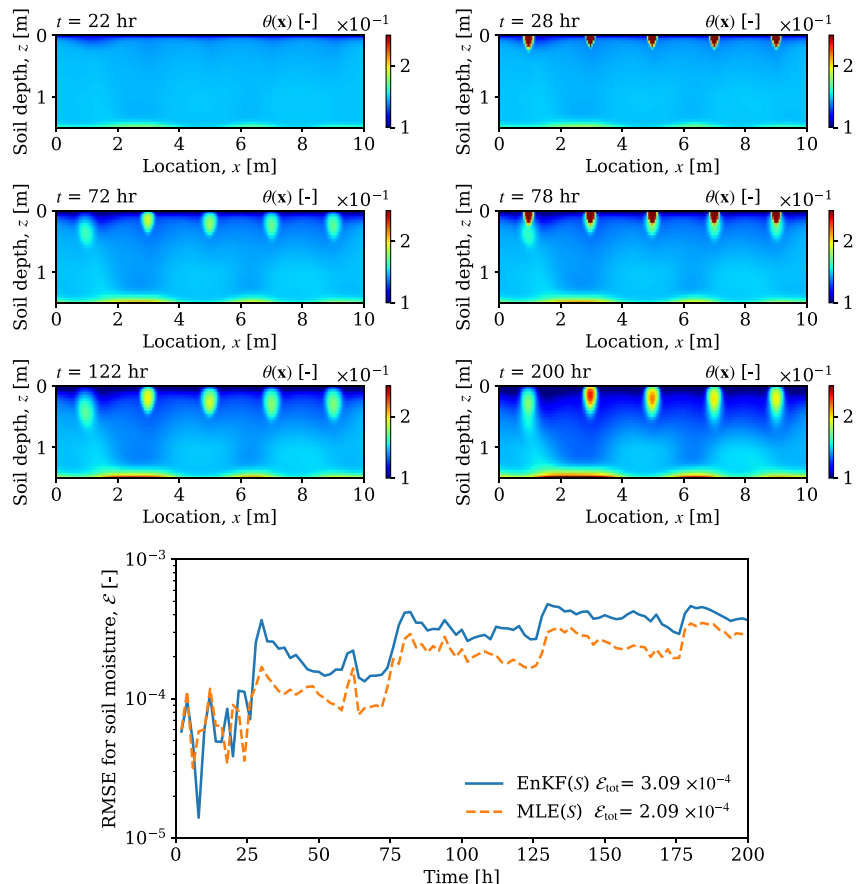 t = 22 hr θ(x) [-] ×10⁻¹
0
1
Soil depth, z [m]
2
1
0 2 4 6 8 10
Location, x [m]
t = 28 hr θ(x) [-] ×10⁻¹
0
1
Soil depth, z [m]
2
1
0 2 4 6 8 10
Location, x [m]
t = 72 hr θ(x) [-] ×10⁻¹
0
1
Soil depth, z [m]
2
1
0 2 4 6 8 10
Location, x [m]
t = 78 hr θ(x) [-] ×10⁻¹
0
1
Soil depth, z [m]
2
1
0 2 4 6 8 10
Location, x [m]
t = 122 hr θ(x) [-] ×10⁻¹
0
1
Soil depth, z [m]
2
1
0 2 4 6 8 10
Location, x [m]
t = 200 hr θ(x) [-] ×10⁻¹
0
1
Soil depth, z [m]
2
1
0 2 4 6 8 10
Location, x [m]
10⁻³
10⁻⁴
10⁻⁵
RMSE for soil moisture, ℰ [-]
EnKF(S) ℰtot= 3.09 ×10⁻⁴
MLE(S) ℰtot= 2.09 ×10⁻⁴
0 25 50 75 100 125 150 175 200
Time [h]